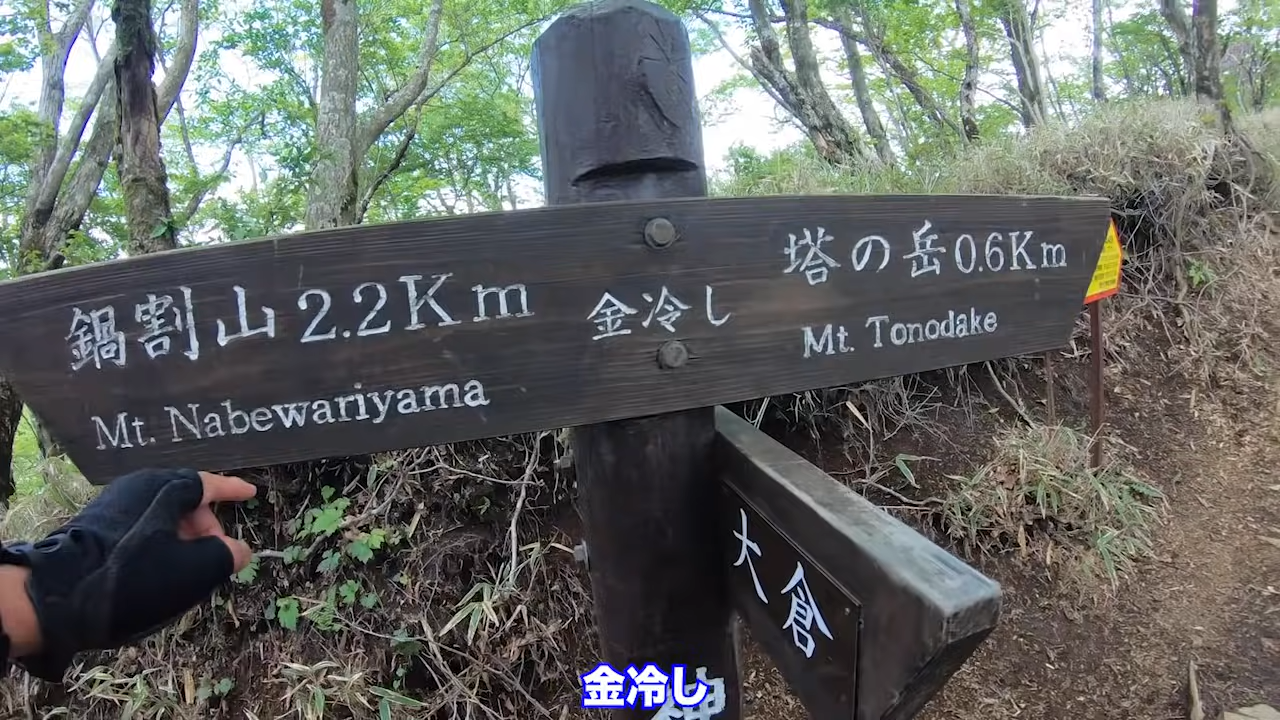 鍋割山2.2Km
Mt. Nabewariyama
金冷し
塔の岳0.6Km
Mt. Tonodake
大倉
金冷し